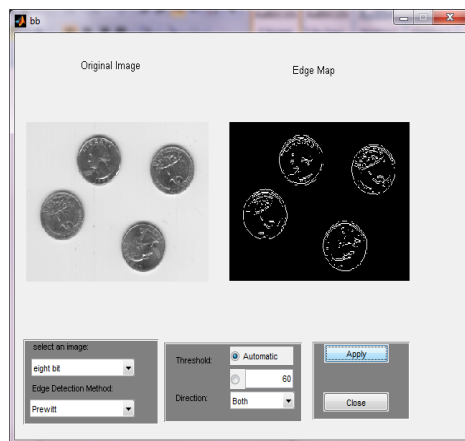 bb
Original Image
Edge Map
select an image:
eight bit
Edge Detection Method:
Prewitt
Threshold:
Automatic
60
Direction:
Both
Apply
Close